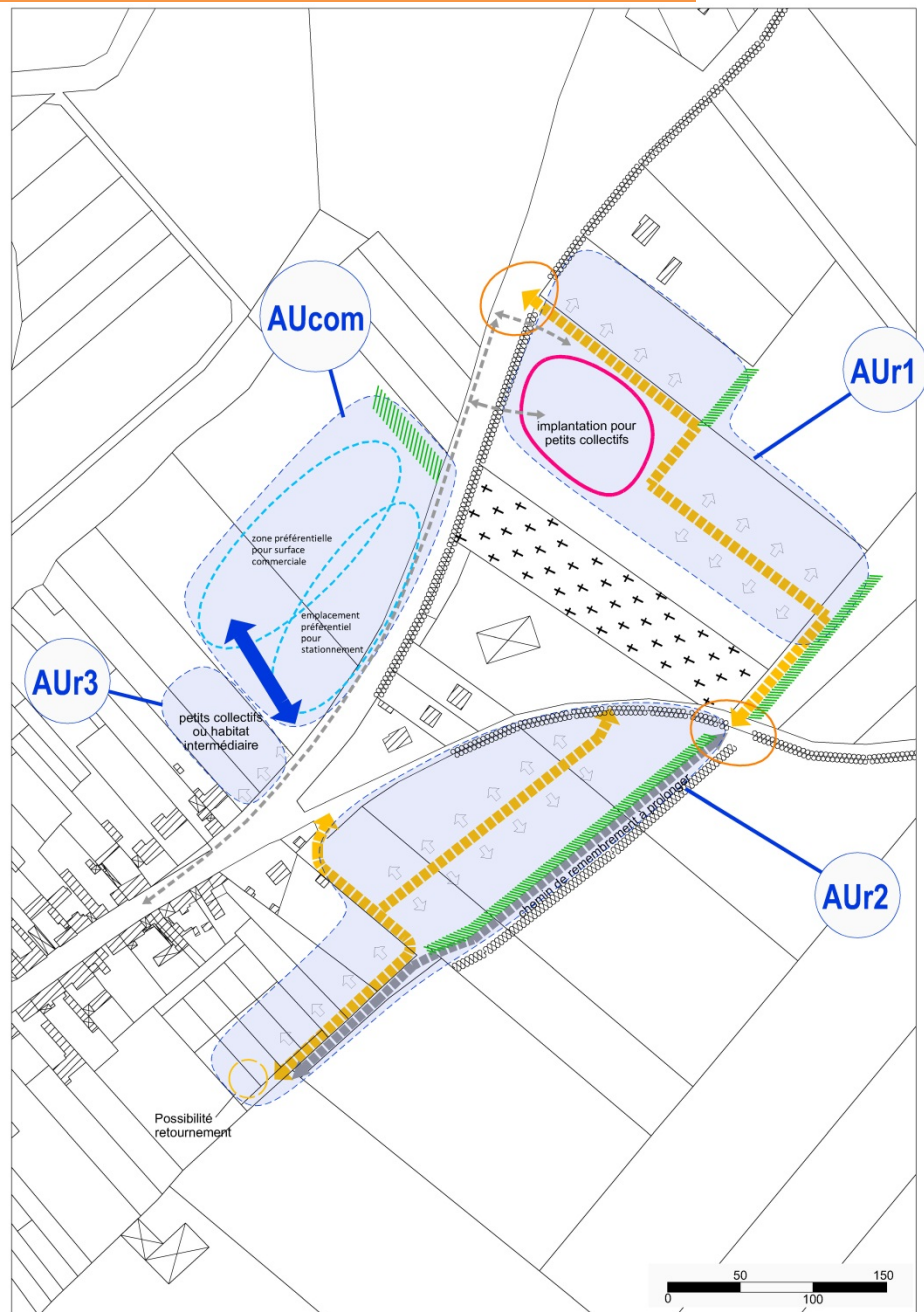 AUcom
AUr1
implantation pour
petits collectifs
zone préférentielle
pour surface
commerciale
emplacement
préférentiel
pour
stationnement
AUr3
petits collectifs
ou habitat
intermédiaire
chemin de remembrement à prolonger
AUr2
Possibilité
retournement
50
150
0
100